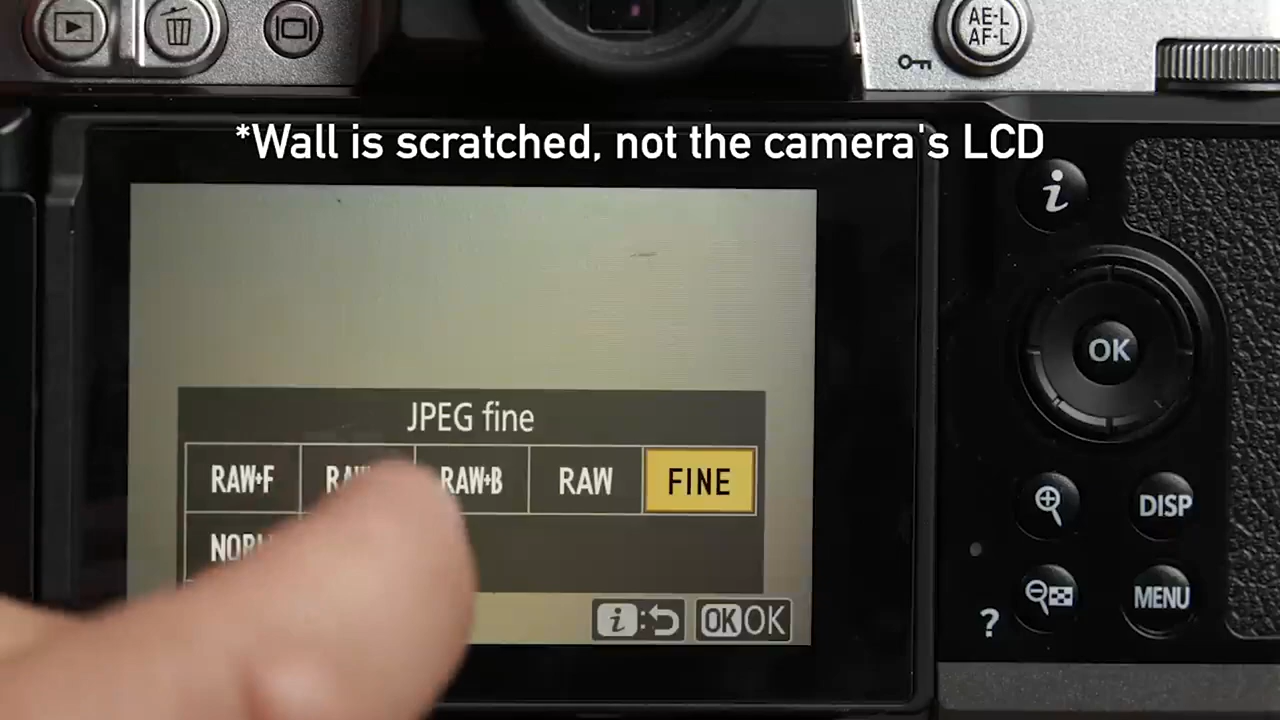 AE-L
AF-L
*Wall is scratched, not the camera's LCD
i
JPEG fine
OK
RAW+F
RAW+B
RAW
FINE
DISP
i: OK OK
MENU
?